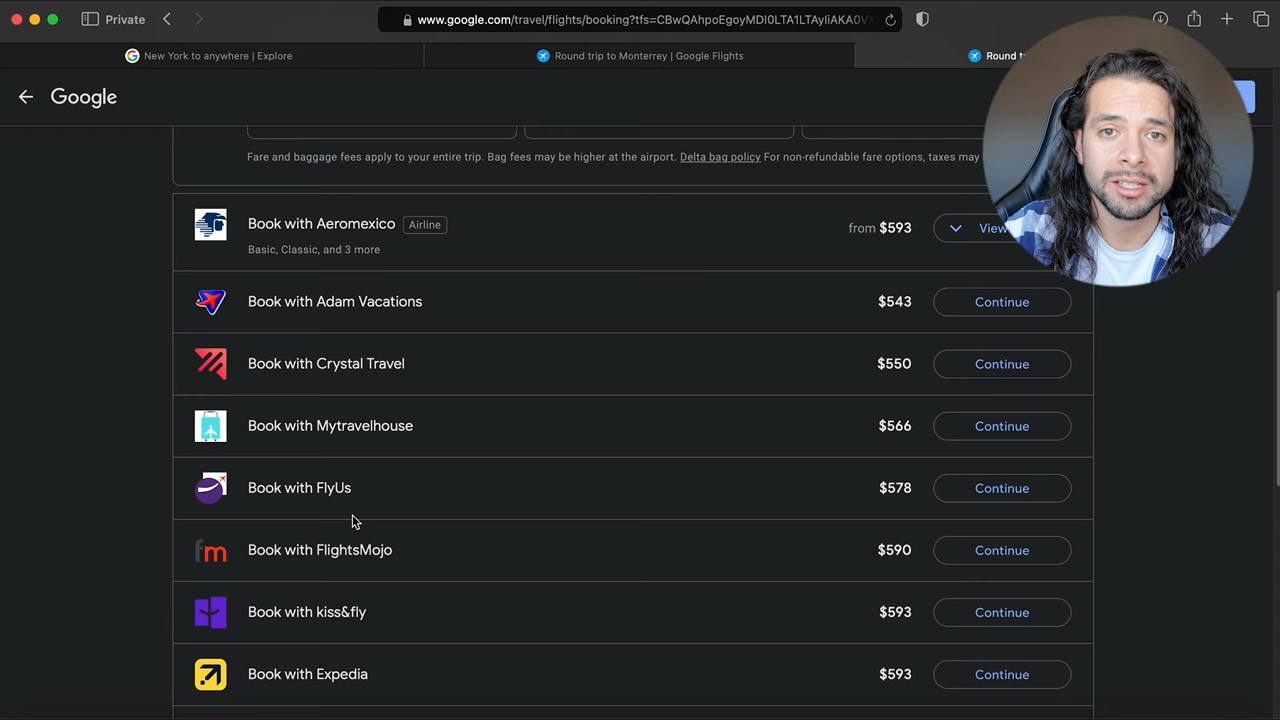 Private
www.google.com/travel/flights/booking?tfs=CBwQAhpoEgoyMDI0LTA1LTAyIiAKA0V
New York to anywhere | Explore
Round trip to Monterrey | Google Flights
Round
Google
Fare and baggage fees apply to your entire trip. Bag fees may be higher at the airport. Delta bag policy For non-refundable fare options, taxes may
Book with Aeromexico Airline
from $593
View
Basic, Classic, and 3 more
Book with Adam Vacations
$543
Continue
Book with Crystal Travel
$550
Continue
Book with Mytravelhouse
$566
Continue
Book with FlyUs
$578
Continue
fm
Book with FlightsMojo
$590
Continue
Book with kiss&fly
$593
Continue
Book with Expedia
$593
Continue